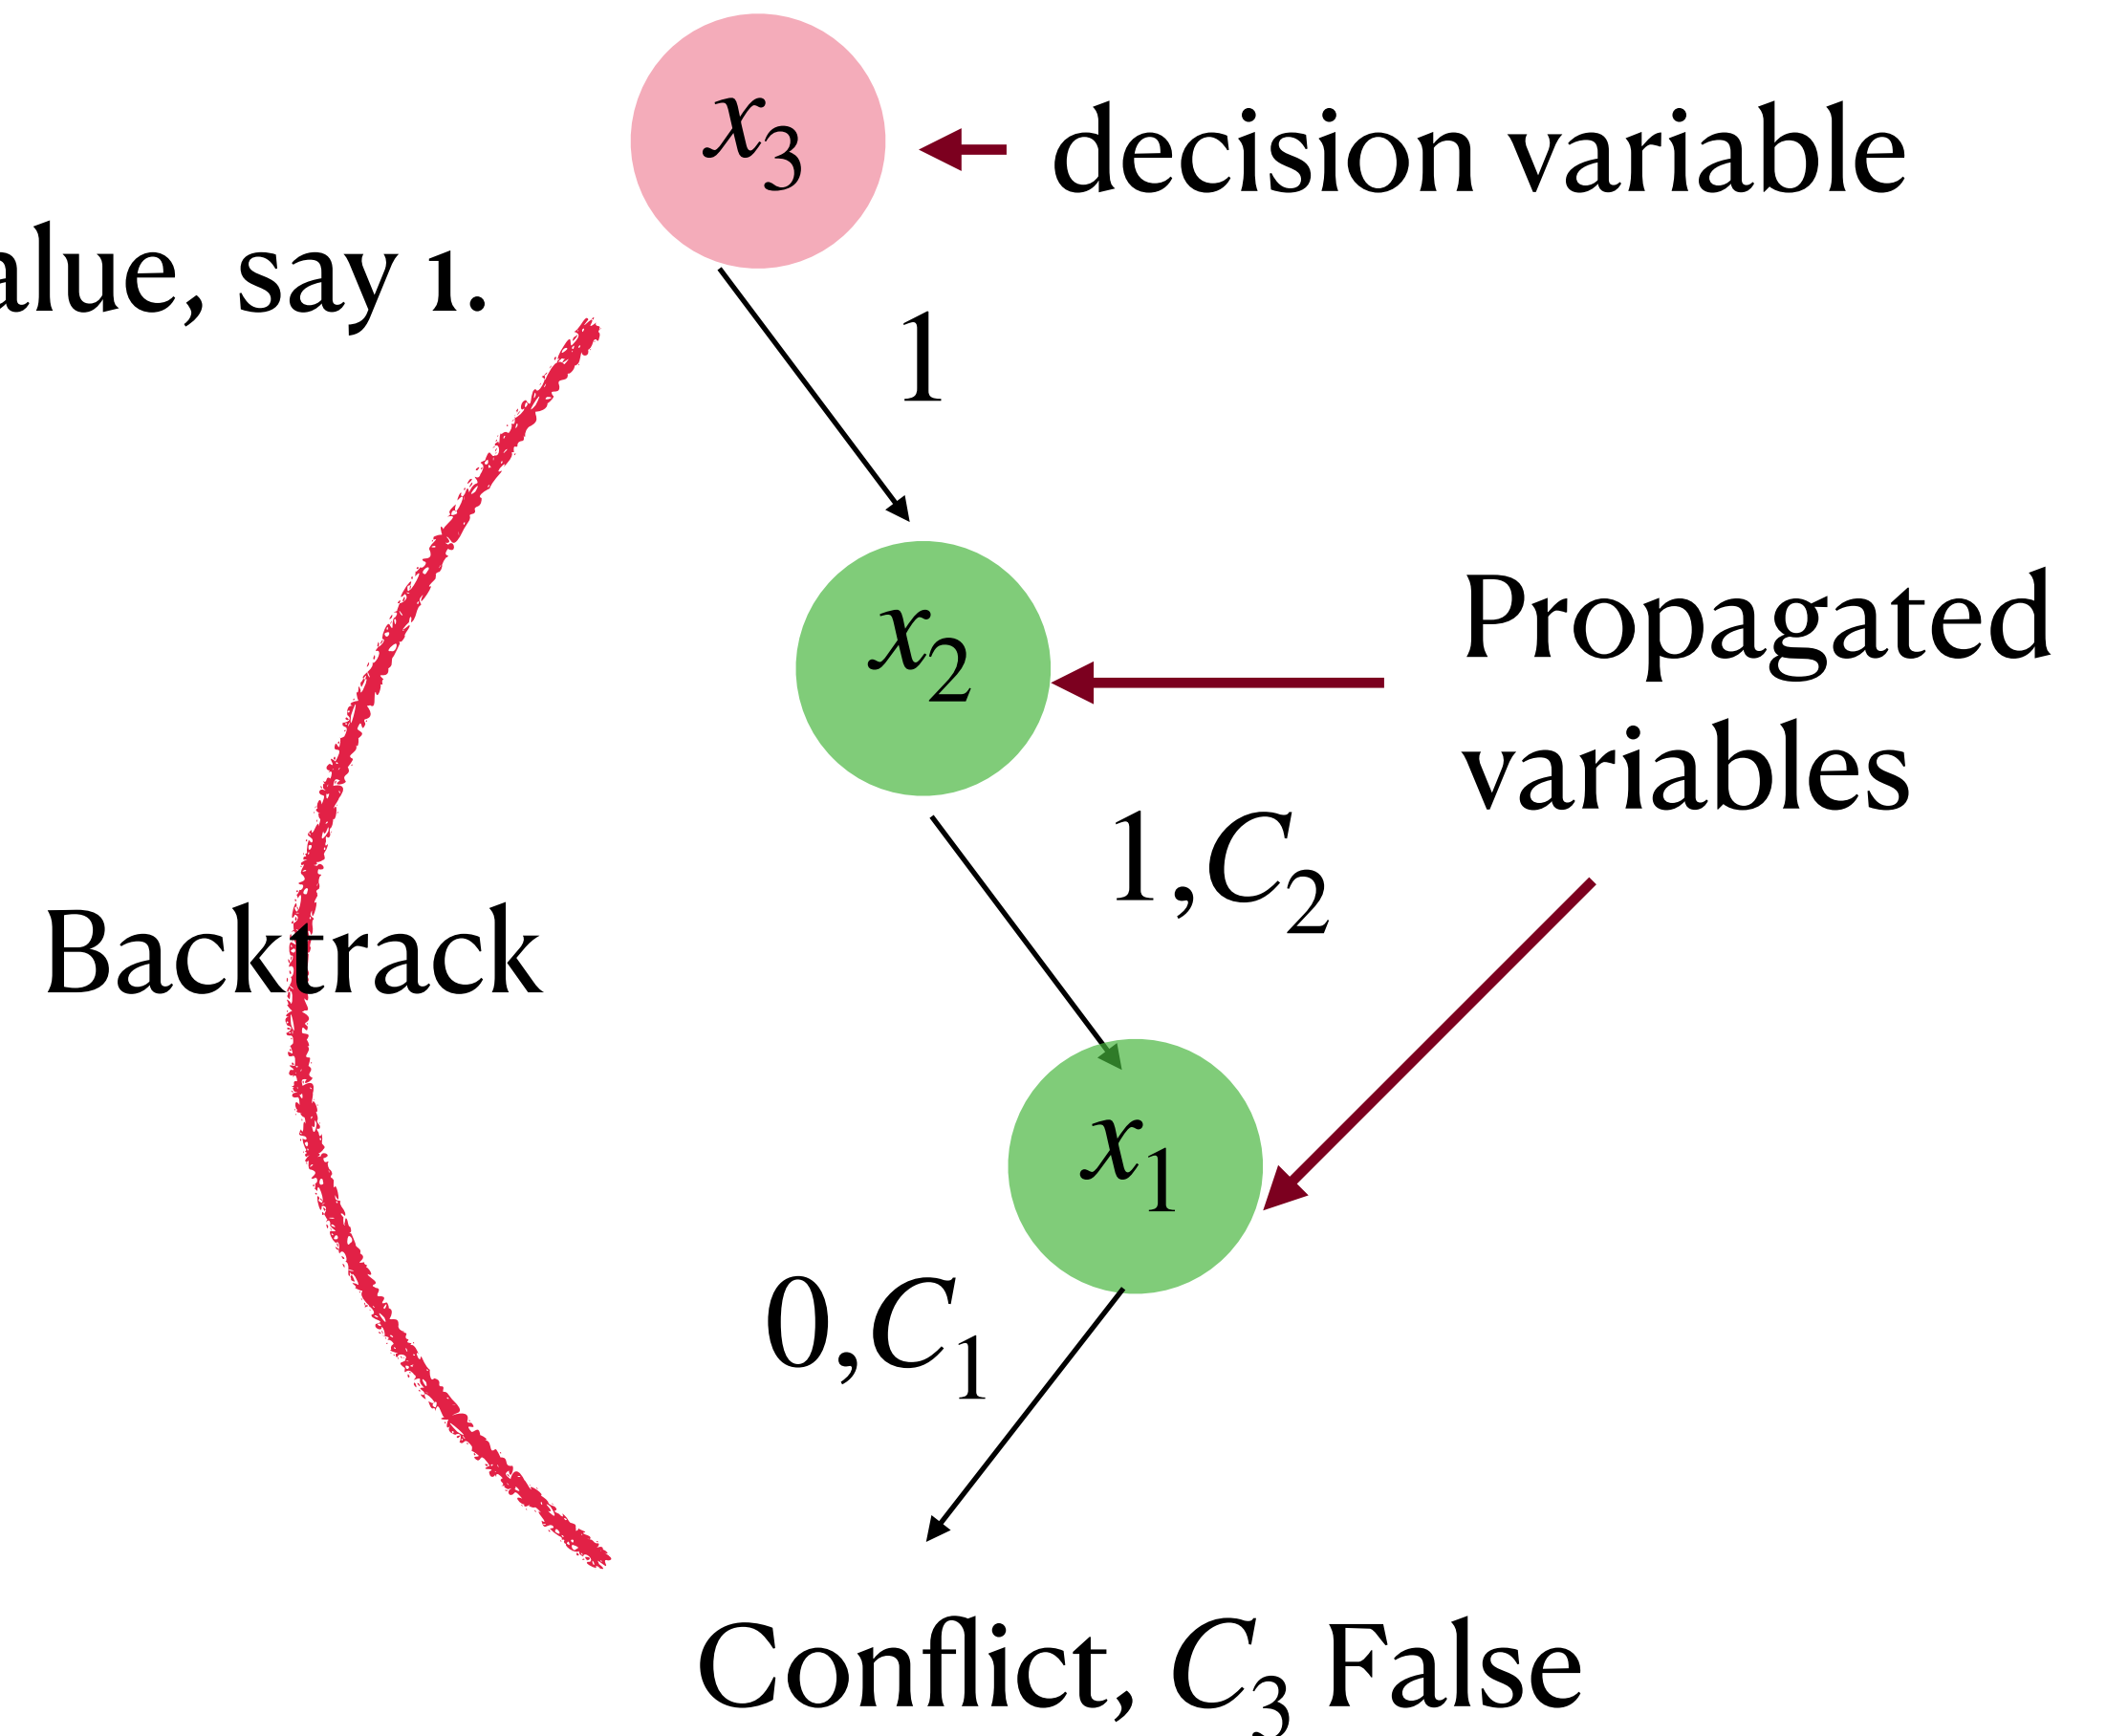 x₃
decision variable
alue, say 1.
1
x₂
Propagated
variables
1, C₂
Backtrack
x₁
0, C₁
Conflict, C₃ False